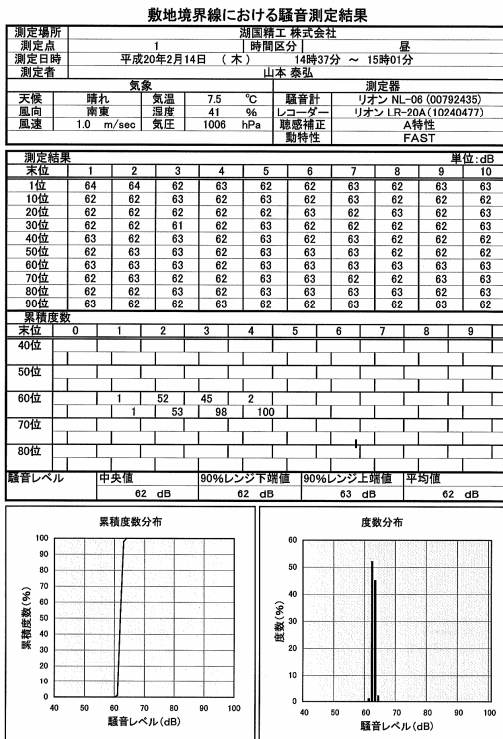 敷地境界線における騒音測定結果
測定場所 湖国精工 株式会社
測定点 1 時間区分 昼
測定日時 平成20年2月14日 （ 木 ） 14時37分 ～ 15時01分
測定者 山本 泰弘
気象 測定器
天候 晴れ 気温 7.5 ℃ 騒音計 リオン NL-06 (00792435)
風向 南東 湿度 41 % レコーダー リオン LR-20A (10240477)
風速 1.0 m/sec 気圧 1006 hPa 聴感補正 A特性
動特性 FAST
測定結果 単位：dB
末位 1 2 3 4 5 6 7 8 9 10
1位 64 64 62 63 62 62 63 62 63 63
10位 62 62 62 63 62 63 63 62 62 63
20位 62 62 62 63 62 62 63 62 63 62
30位 62 62 61 62 62 63 63 62 62 62
40位 63 62 63 62 63 63 63 62 62 63
50位 62 63 63 62 62 63 62 63 62 62
60位 63 63 63 62 63 63 63 63 63 63
70位 62 63 62 63 62 63 63 62 63 62
80位 62 62 63 62 63 62 62 63 63 63
90位 63 62 62 63 62 62 63 62 63 62
累積度数
末位 0 1 2 3 4 5 6 7 8 9
40位
50位
60位 1 52 45 2
1 53 98 100
70位
80位
騒音レベル 中央値 90%レンジ下端値 90%レンジ上端値 平均値
62 dB 62 dB 63 dB 62 dB
累積度数分布
累積度数(%)
100
90
80
70
60
50
40
30
20
10
0
40 50 60 70 80 90 100
騒音レベル(dB)
度数分布
度数(%)
60
50
40
30
20
10
0
40 50 60 70 80 90 100
騒音レベル(dB)